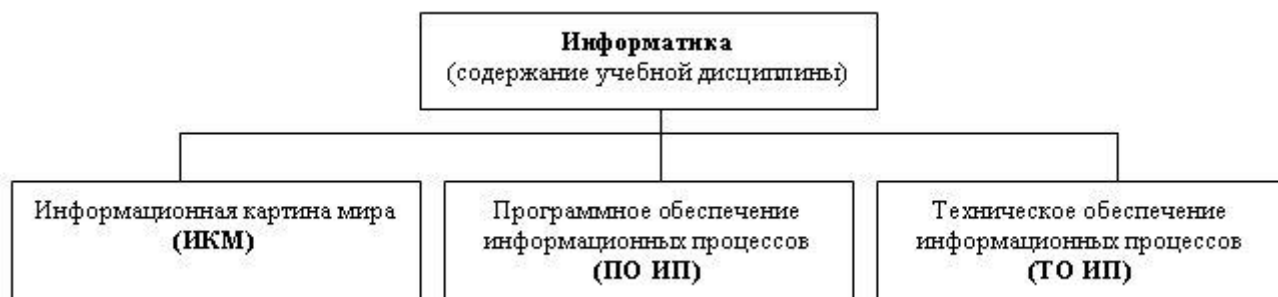 Информатика
(содержание учебной дисциплины)
Информационная картина мира
(ИКМ)
Программное обеспечение
информационных процессов
(ПО ИП)
Техническое обеспечение
информационных процессов
(ТО ИП)